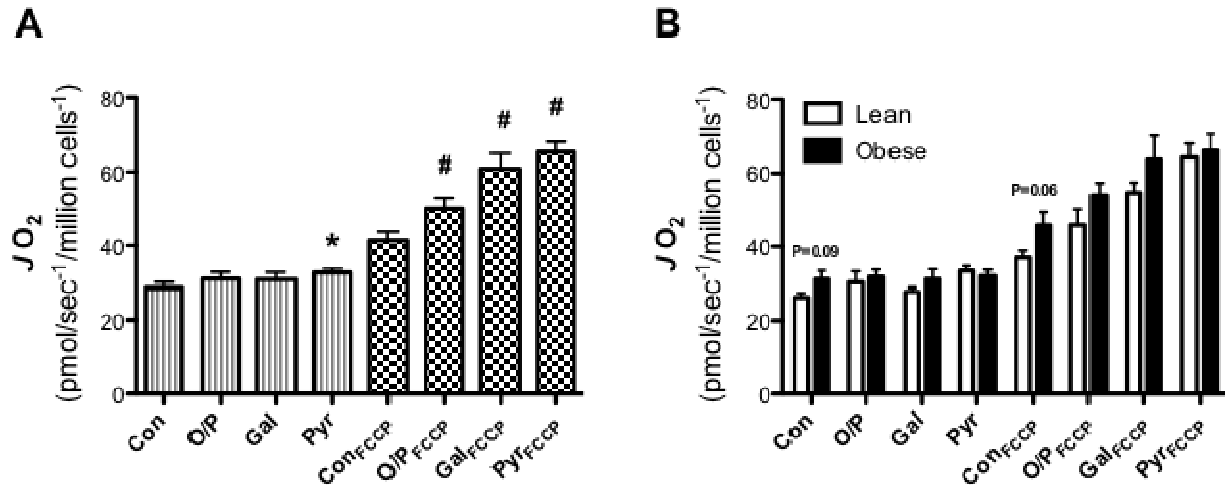 A
J O2
(pmol/sec-1/million cells-1)
80
60
40
20
0
*
#
#
#
Con
O/P
Gal
Pyr
ConFCCP
O/PFCCP
GalFCCP
PyrFCCP
B
J O2
(pmol/sec-1/million cells-1)
80
60
40
20
0
Lean
Obese
P=0.09
P=0.06
Con
O/P
Gal
Pyr
ConFCCP
O/PFCCP
GalFCCP
PyrFCCP